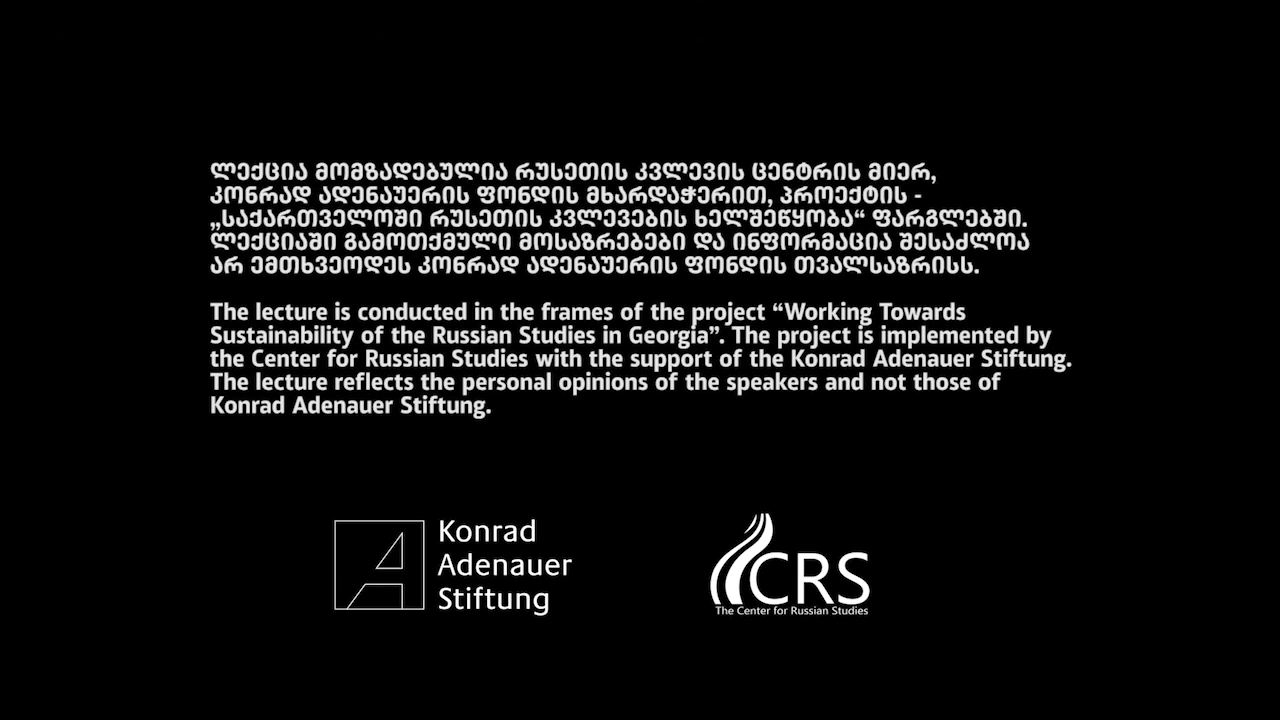 ლექცია მომზადებულია რუსეთის კვლევის ცენტრის მიერ,
კონრად ადენაუერის ფონდის მხარდაჭერით, პროექტის -
„საქართველოში რუსეთის კვლევების ხელშეწყობა“ ფარგლებში.
ლექციაში გამოთქმული მოსაზრებები და ინფორმაცია შესაძლოა
არ ემთხვეოდეს კონრად ადენაუერის ფონდის თვალსაზრისს.
The lecture is conducted in the frames of the project “Working Towards
Sustainability of the Russian Studies in Georgia”. The project is implemented by
the Center for Russian Studies with the support of the Konrad Adenauer Stiftung.
The lecture reflects the personal opinions of the speakers and not those of
Konrad Adenauer Stiftung.
Konrad
Adenauer
Stiftung
CRS
The Center for Russian Studies